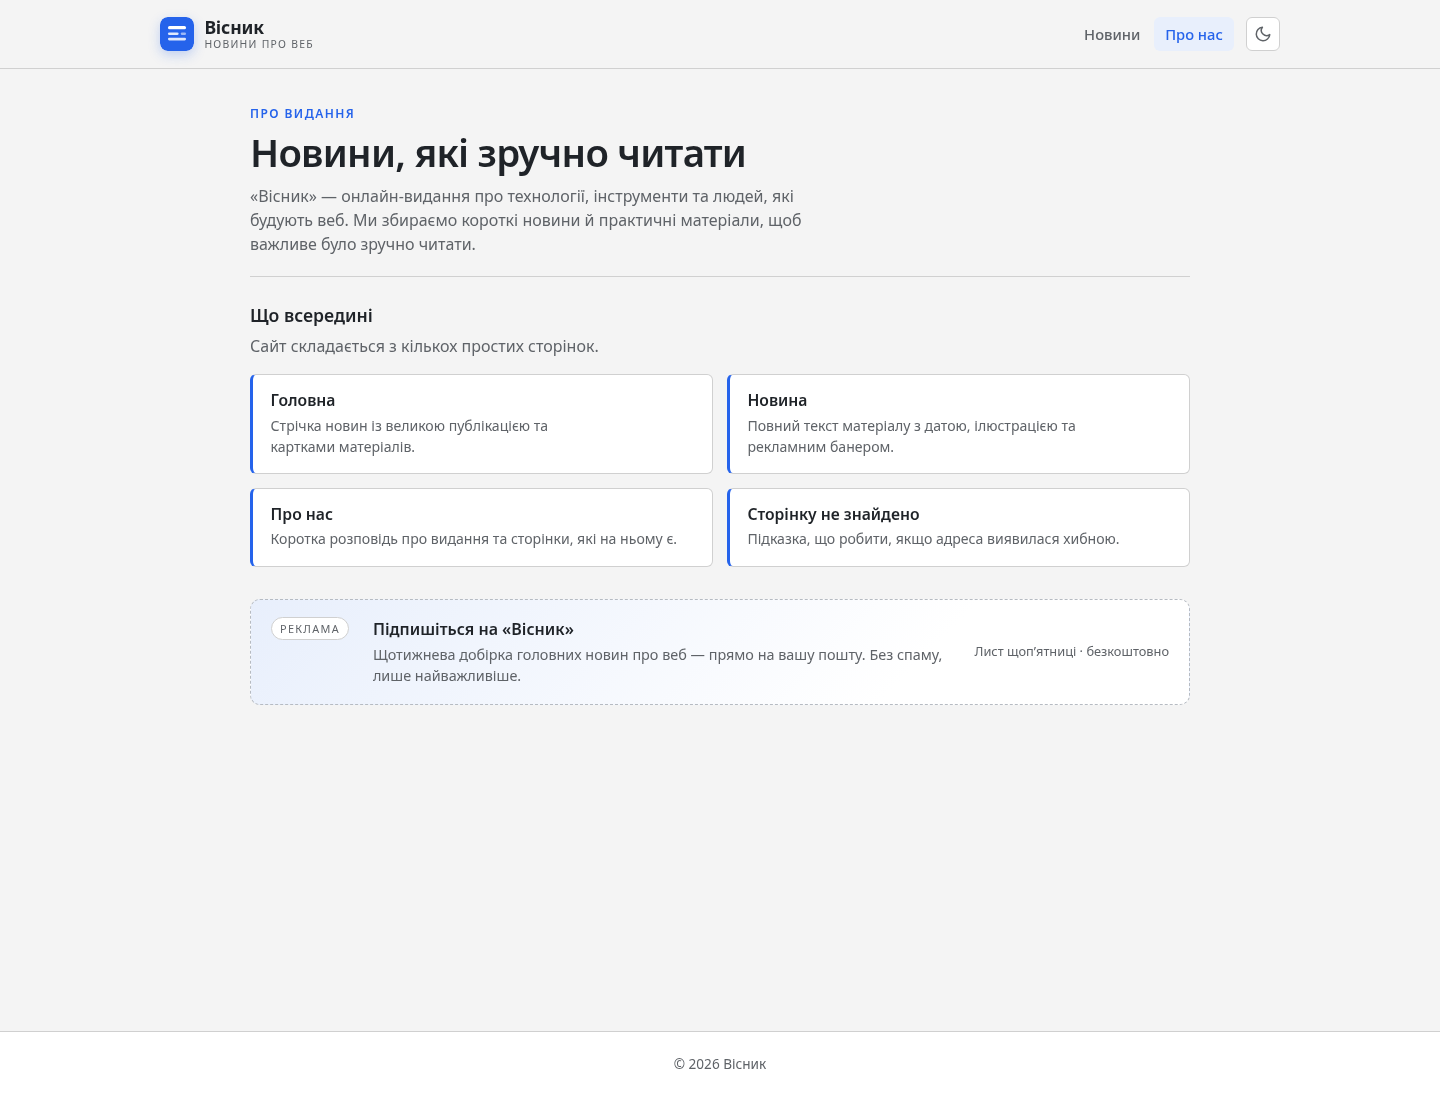 Вісник
НОВИНИ ПРО ВЕБ
Новини
Про нас
ПРО ВИДАННЯ
Новини, які зручно читати
«Вісник» — онлайн-видання про технології, інструменти та людей, які
будують веб. Ми збираємо короткі новини й практичні матеріали, щоб
важливе було зручно читати.
Що всередині
Сайт складається з кількох простих сторінок.
Головна
Стрічка новин із великою публікацією та
картками матеріалів.
Новина
Повний текст матеріалу з датою, ілюстрацією та
рекламним банером.
Про нас
Коротка розповідь про видання та сторінки, які на ньому є.
Сторінку не знайдено
Підказка, що робити, якщо адреса виявилася хибною.
РЕКЛАМА
Підпишіться на «Вісник»
Щотижнева добірка головних новин про веб — прямо на вашу пошту. Без спаму,
лише найважливіше.
Лист щоп’ятниці · безкоштовно
© 2026 Вісник